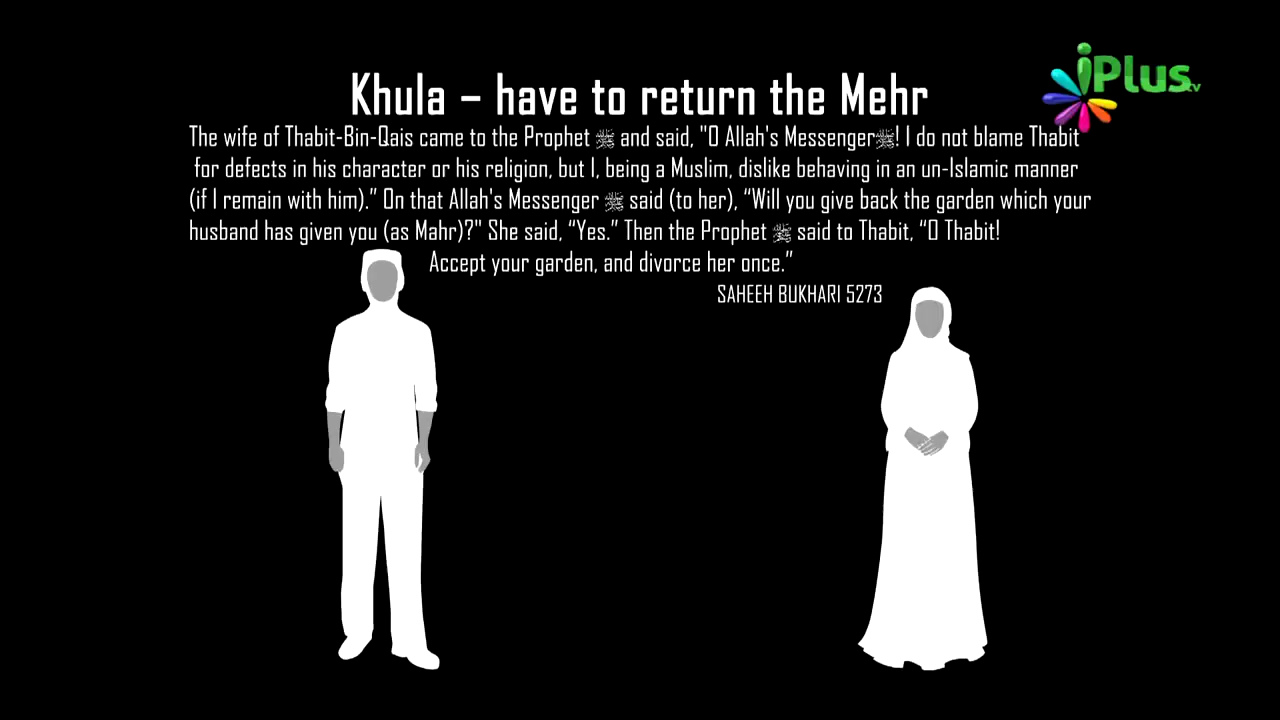 iPlus tv
Khula – have to return the Mehr
The wife of Thabit-Bin-Qais came to the Prophet ﷺ and said, "O Allah's Messengerﷺ! I do not blame Thabit
for defects in his character or his religion, but I, being a Muslim, dislike behaving in an un-Islamic manner
(if I remain with him).” On that Allah's Messenger ﷺ said (to her), “Will you give back the garden which your
husband has given you (as Mahr)?" She said, “Yes.” Then the Prophet ﷺ said to Thabit, “O Thabit!
Accept your garden, and divorce her once.”
SAHEEH BUKHARI 5273